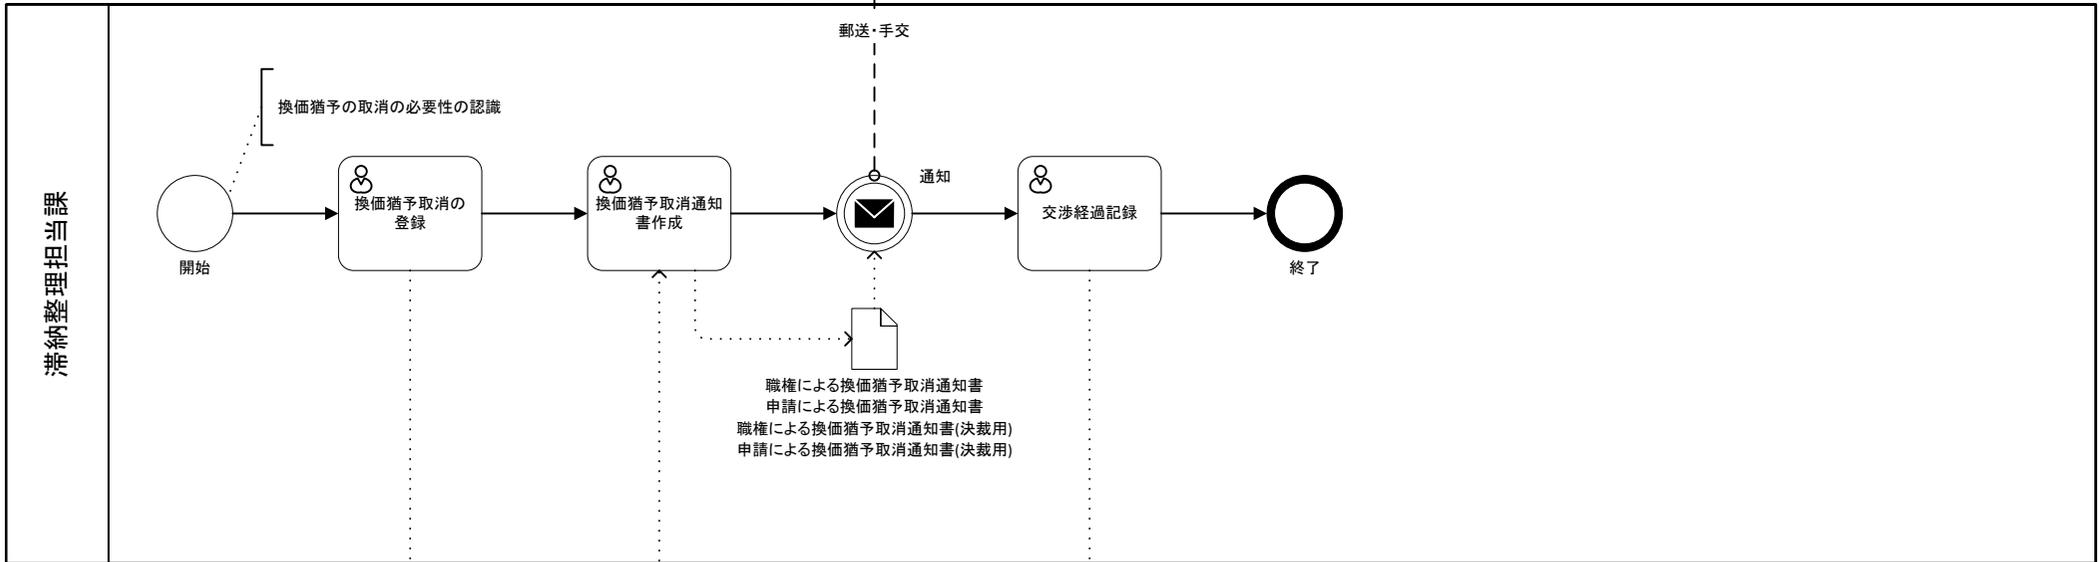 滞納整理担当課
郵送・手交
換価猶予の取消の必要性の認識
開始
換価猶予取消の
登録
換価猶予取消通知
書作成
通知
交渉経過記録
終了
職権による換価猶予取消通知書
申請による換価猶予取消通知書
職権による換価猶予取消通知書(決裁用)
申請による換価猶予取消通知書(決裁用)